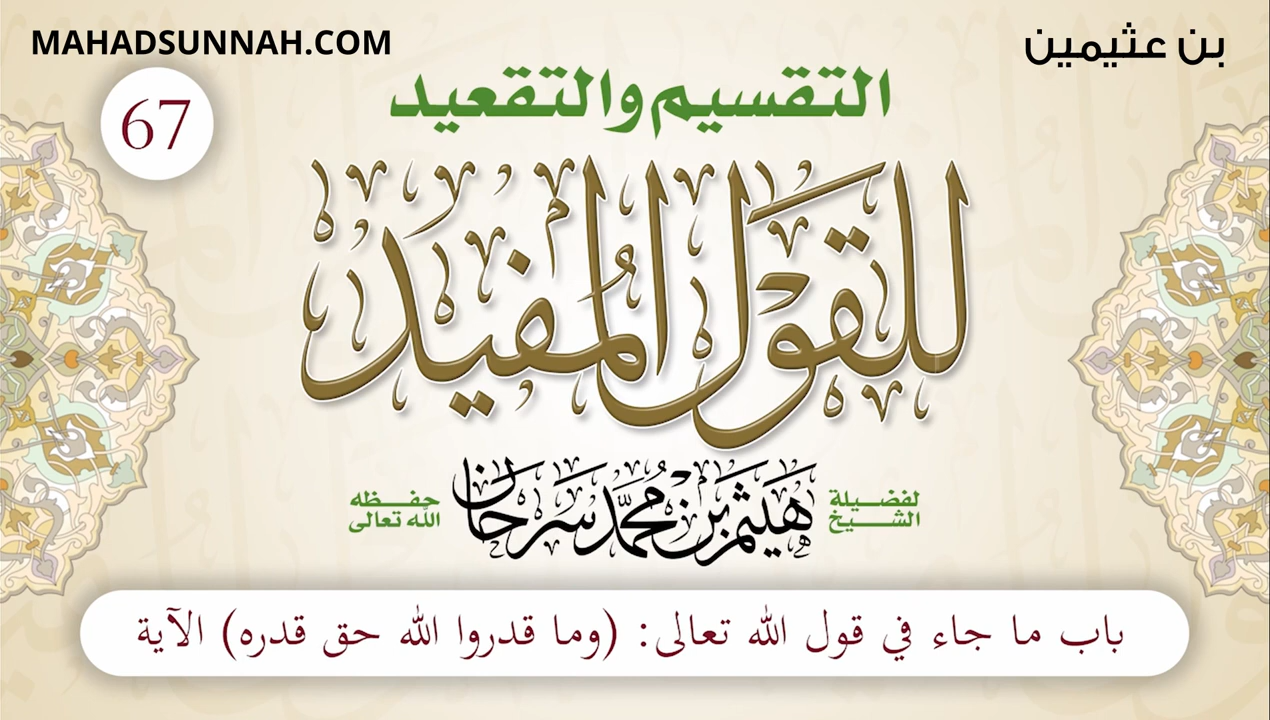 MAHADSUNNAH.COM
بن عثيمين
67
التقسيم والتقعيد
للقول المفيد
لفضيلة الشيخ
هيثم بن محمد سرحان
حفظه الله تعالى
باب ما جاء في قول الله تعالى: (وما قدروا الله حق قدره) الآية